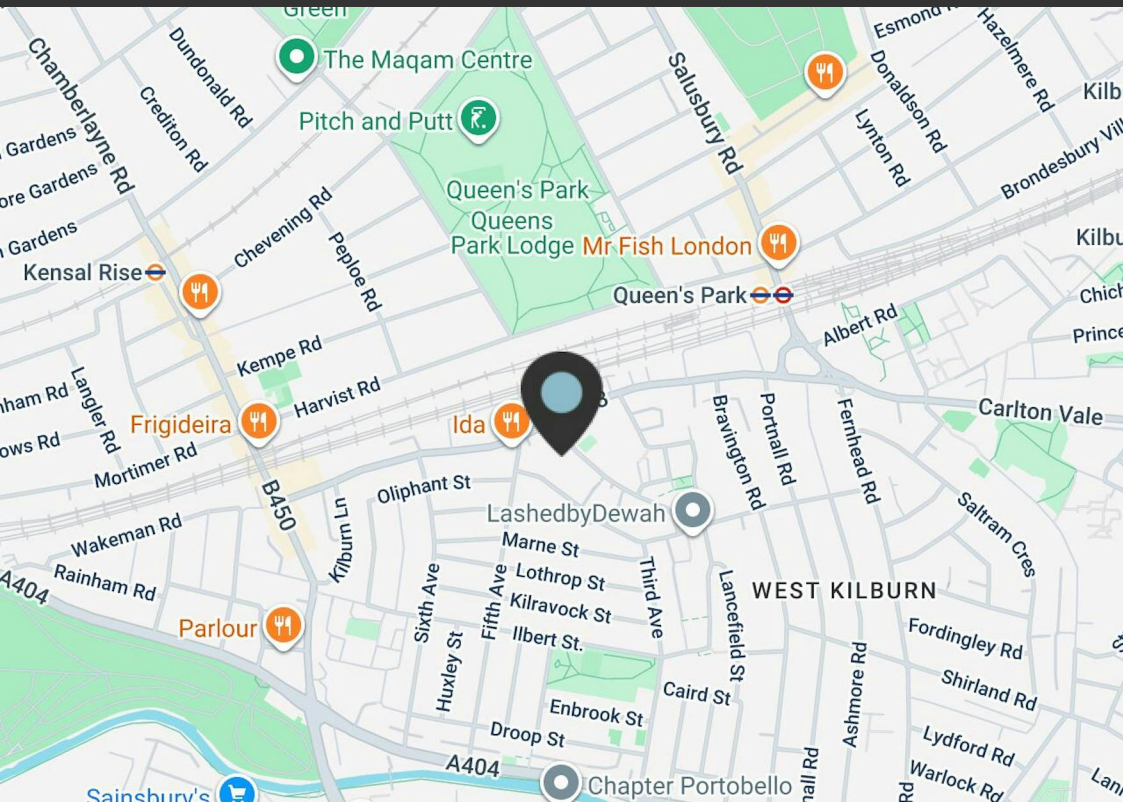 Green
Esmond
Hazelmere Rd
Chamberlayne Rd
Dundonald Rd
The Maqam Centre
Salusbury Rd
Donaldson Rd
Crediton Rd
Pitch and Putt
Lynton Rd
Kilb
Gardens
ore Gardens
Gardens
Queen's Park
Queens
Park Lodge
Brondesbury Vill
Chevening Rd
Peploe Rd
Mr Fish London
Kilbu
Kensal Rise
Queen's Park
Chich
Albert Rd
Prince
Kempe Rd
Harvist Rd
nham Rd
Langler Rd
Frigideira
Ida
Bravington Rd
Portnall Rd
Fernhead Rd
Carlton Vale
ows Rd
Mortimer Rd
B450
Oliphant St
LashedbyDewah
Saltram Cres
Wakeman Rd
Kilburn Ln
Marne St
A404
Rainham Rd
Sixth Ave
Fifth Ave
Lothrop St
Third Ave
Lancefield St
WEST KILBURN
Kilravock St
Parlour
Ilbert St.
Fordingley Rd
Huxley St
Ashmore Rd
Shirland Rd
Caird St
Enbrook St
Droop St
Lydford Rd
A404
Warlock Rd
Lan
nall Rd
Rd
Sainsbury's
Chapter Portobello